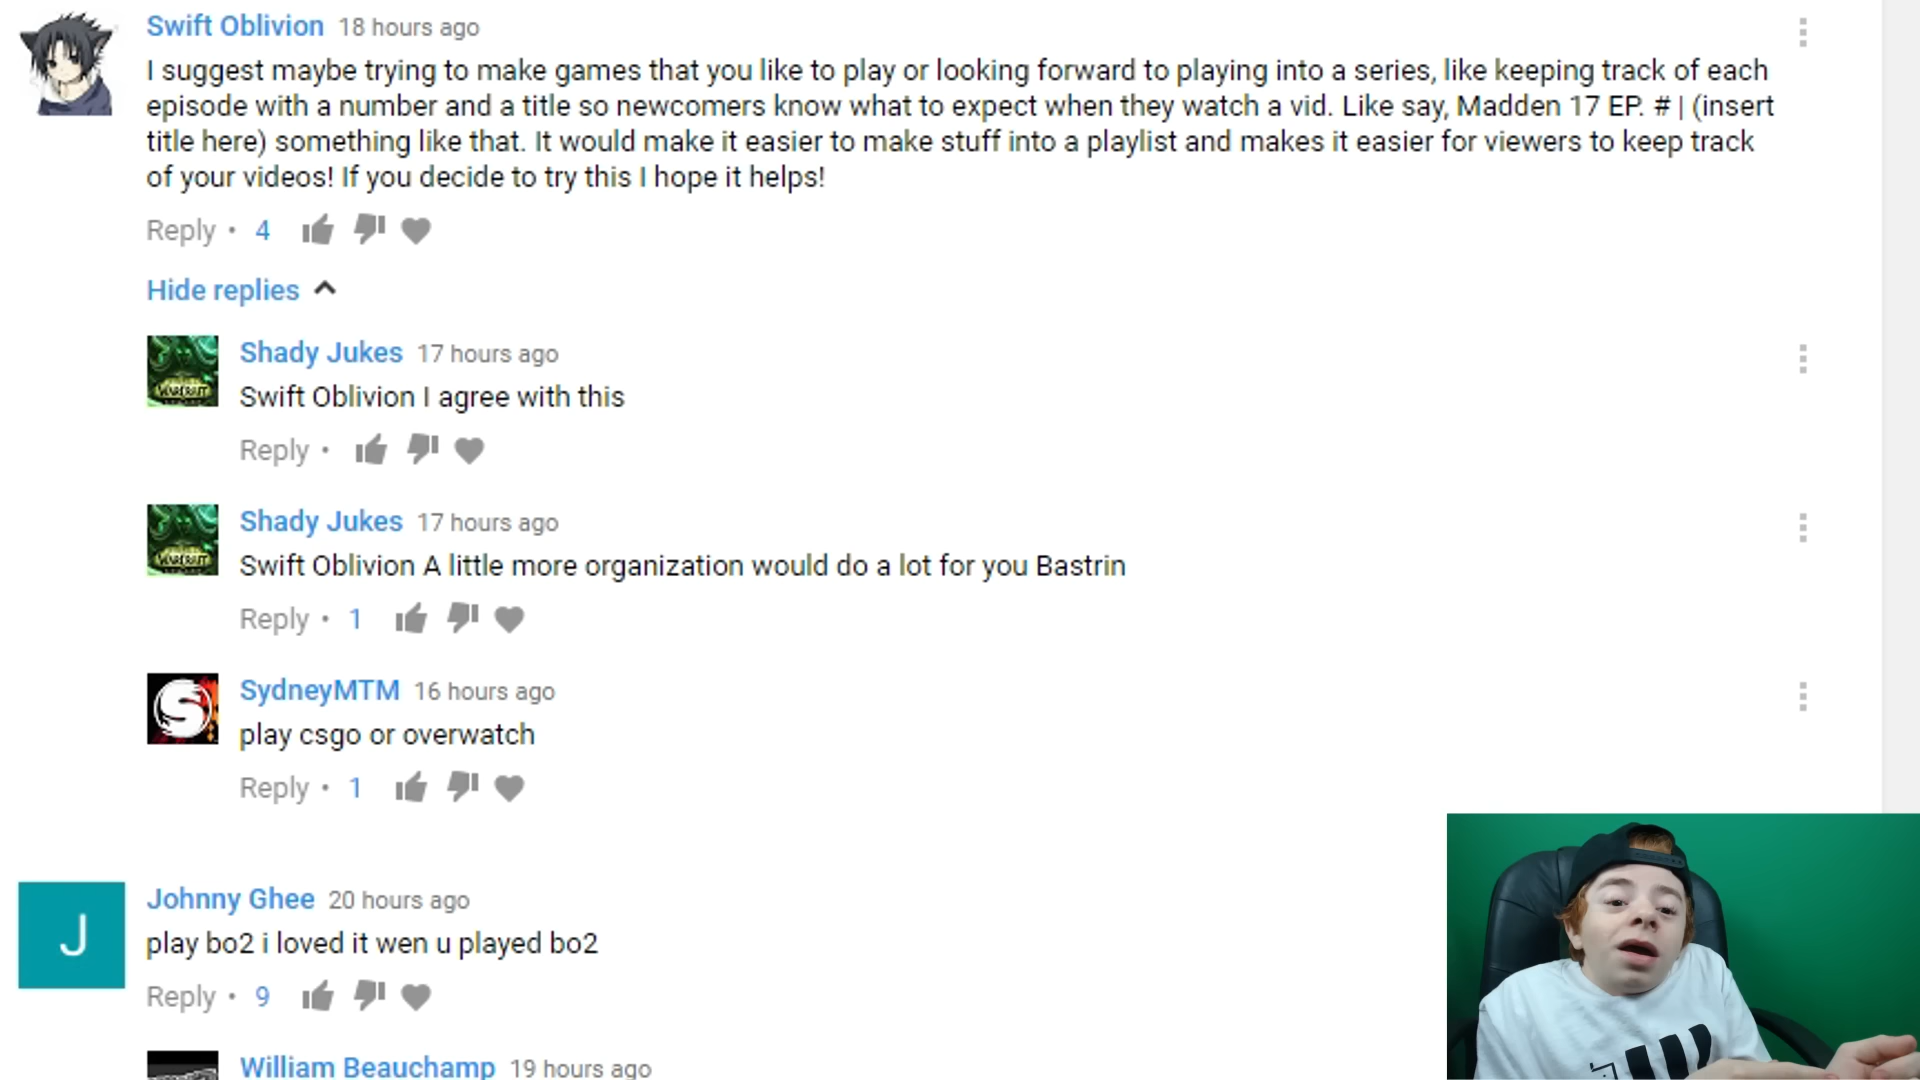 Swift Oblivion 18 hours ago
I suggest maybe trying to make games that you like to play or looking forward to playing into a series, like keeping track of each
episode with a number and a title so newcomers know what to expect when they watch a vid. Like say, Madden 17 EP. # | (insert
title here) something like that. It would make it easier to make stuff into a playlist and makes it easier for viewers to keep track
of your videos! If you decide to try this I hope it helps!
Reply • 4
Hide replies
Shady Jukes 17 hours ago
WARCRAFT
Swift Oblivion I agree with this
Reply •
Shady Jukes 17 hours ago
WARCRAFT
Swift Oblivion A little more organization would do a lot for you Bastrin
Reply • 1
S
SydneyMTM 16 hours ago
play csgo or overwatch
Reply • 1
J
Johnny Ghee 20 hours ago
play bo2 i loved it wen u played bo2
Reply • 9
William Beauchamp 19 hours ago